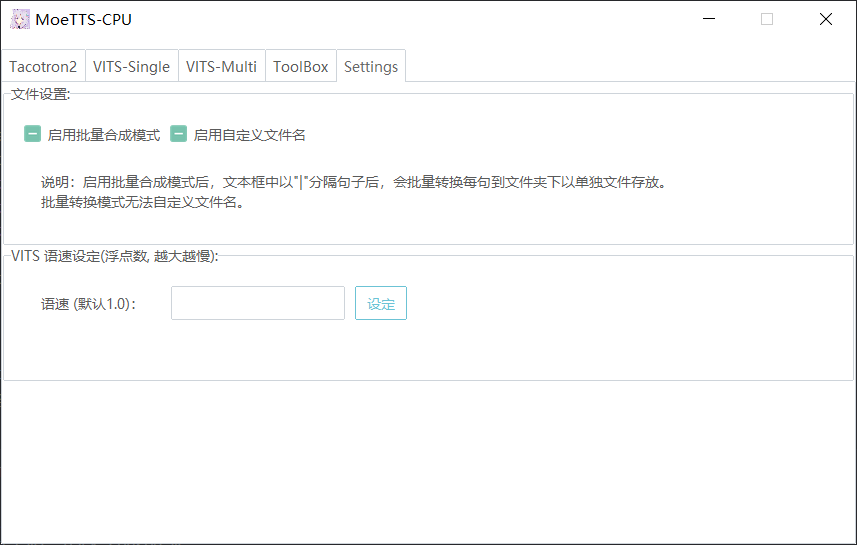 MoeTTS-CPU
Tacotron2 VITS-Single VITS-Multi ToolBox Settings
文件设置:
启用批量合成模式 启用自定义文件名
说明：启用批量合成模式后，文本框中以"|"分隔句子后，会批量转换每句到文件夹下以单独文件存放。
批量转换模式无法自定义文件名。
VITS 语速设定(浮点数, 越大越慢):
语速 (默认1.0)： 设定